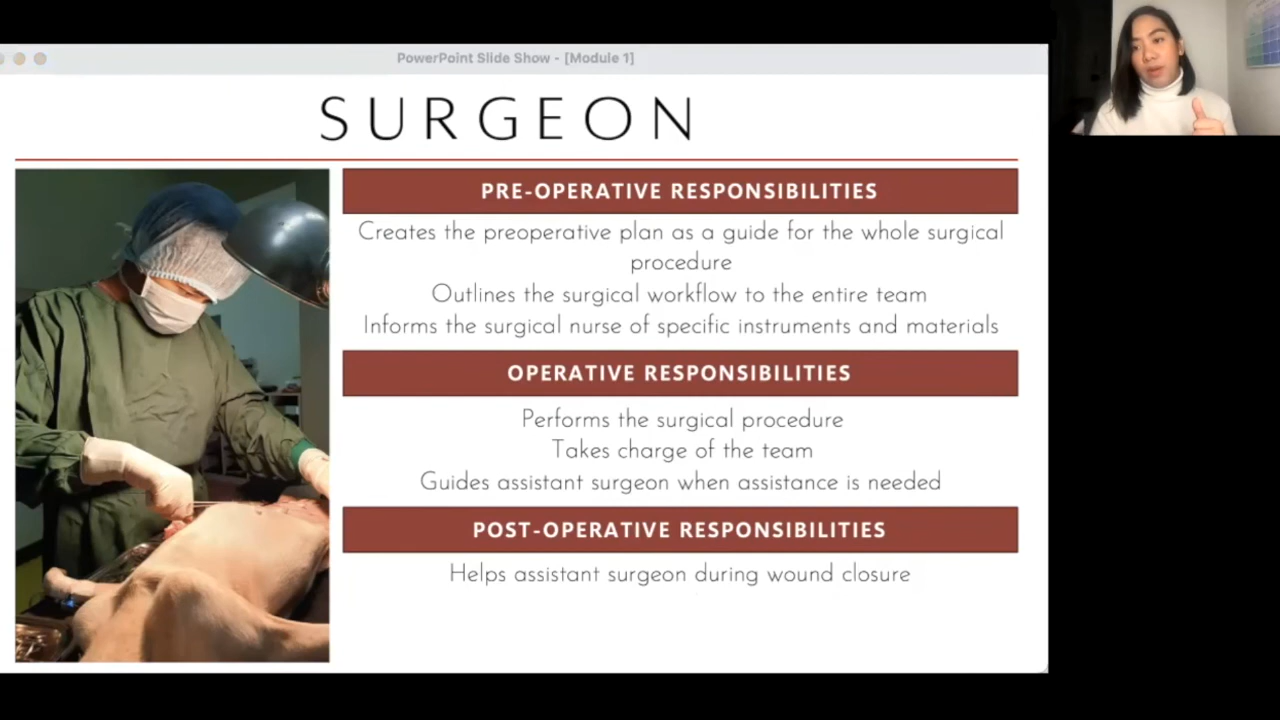 PowerPoint Slide Show - [Module 1]
SURGEON
PRE-OPERATIVE RESPONSIBILITIES
Creates the preoperative plan as a guide for the whole surgical
procedure
Outlines the surgical workflow to the entire team
Informs the surgical nurse of specific instruments and materials
OPERATIVE RESPONSIBILITIES
Performs the surgical procedure
Takes charge of the team
Guides assistant surgeon when assistance is needed
POST-OPERATIVE RESPONSIBILITIES
Helps assistant surgeon during wound closure